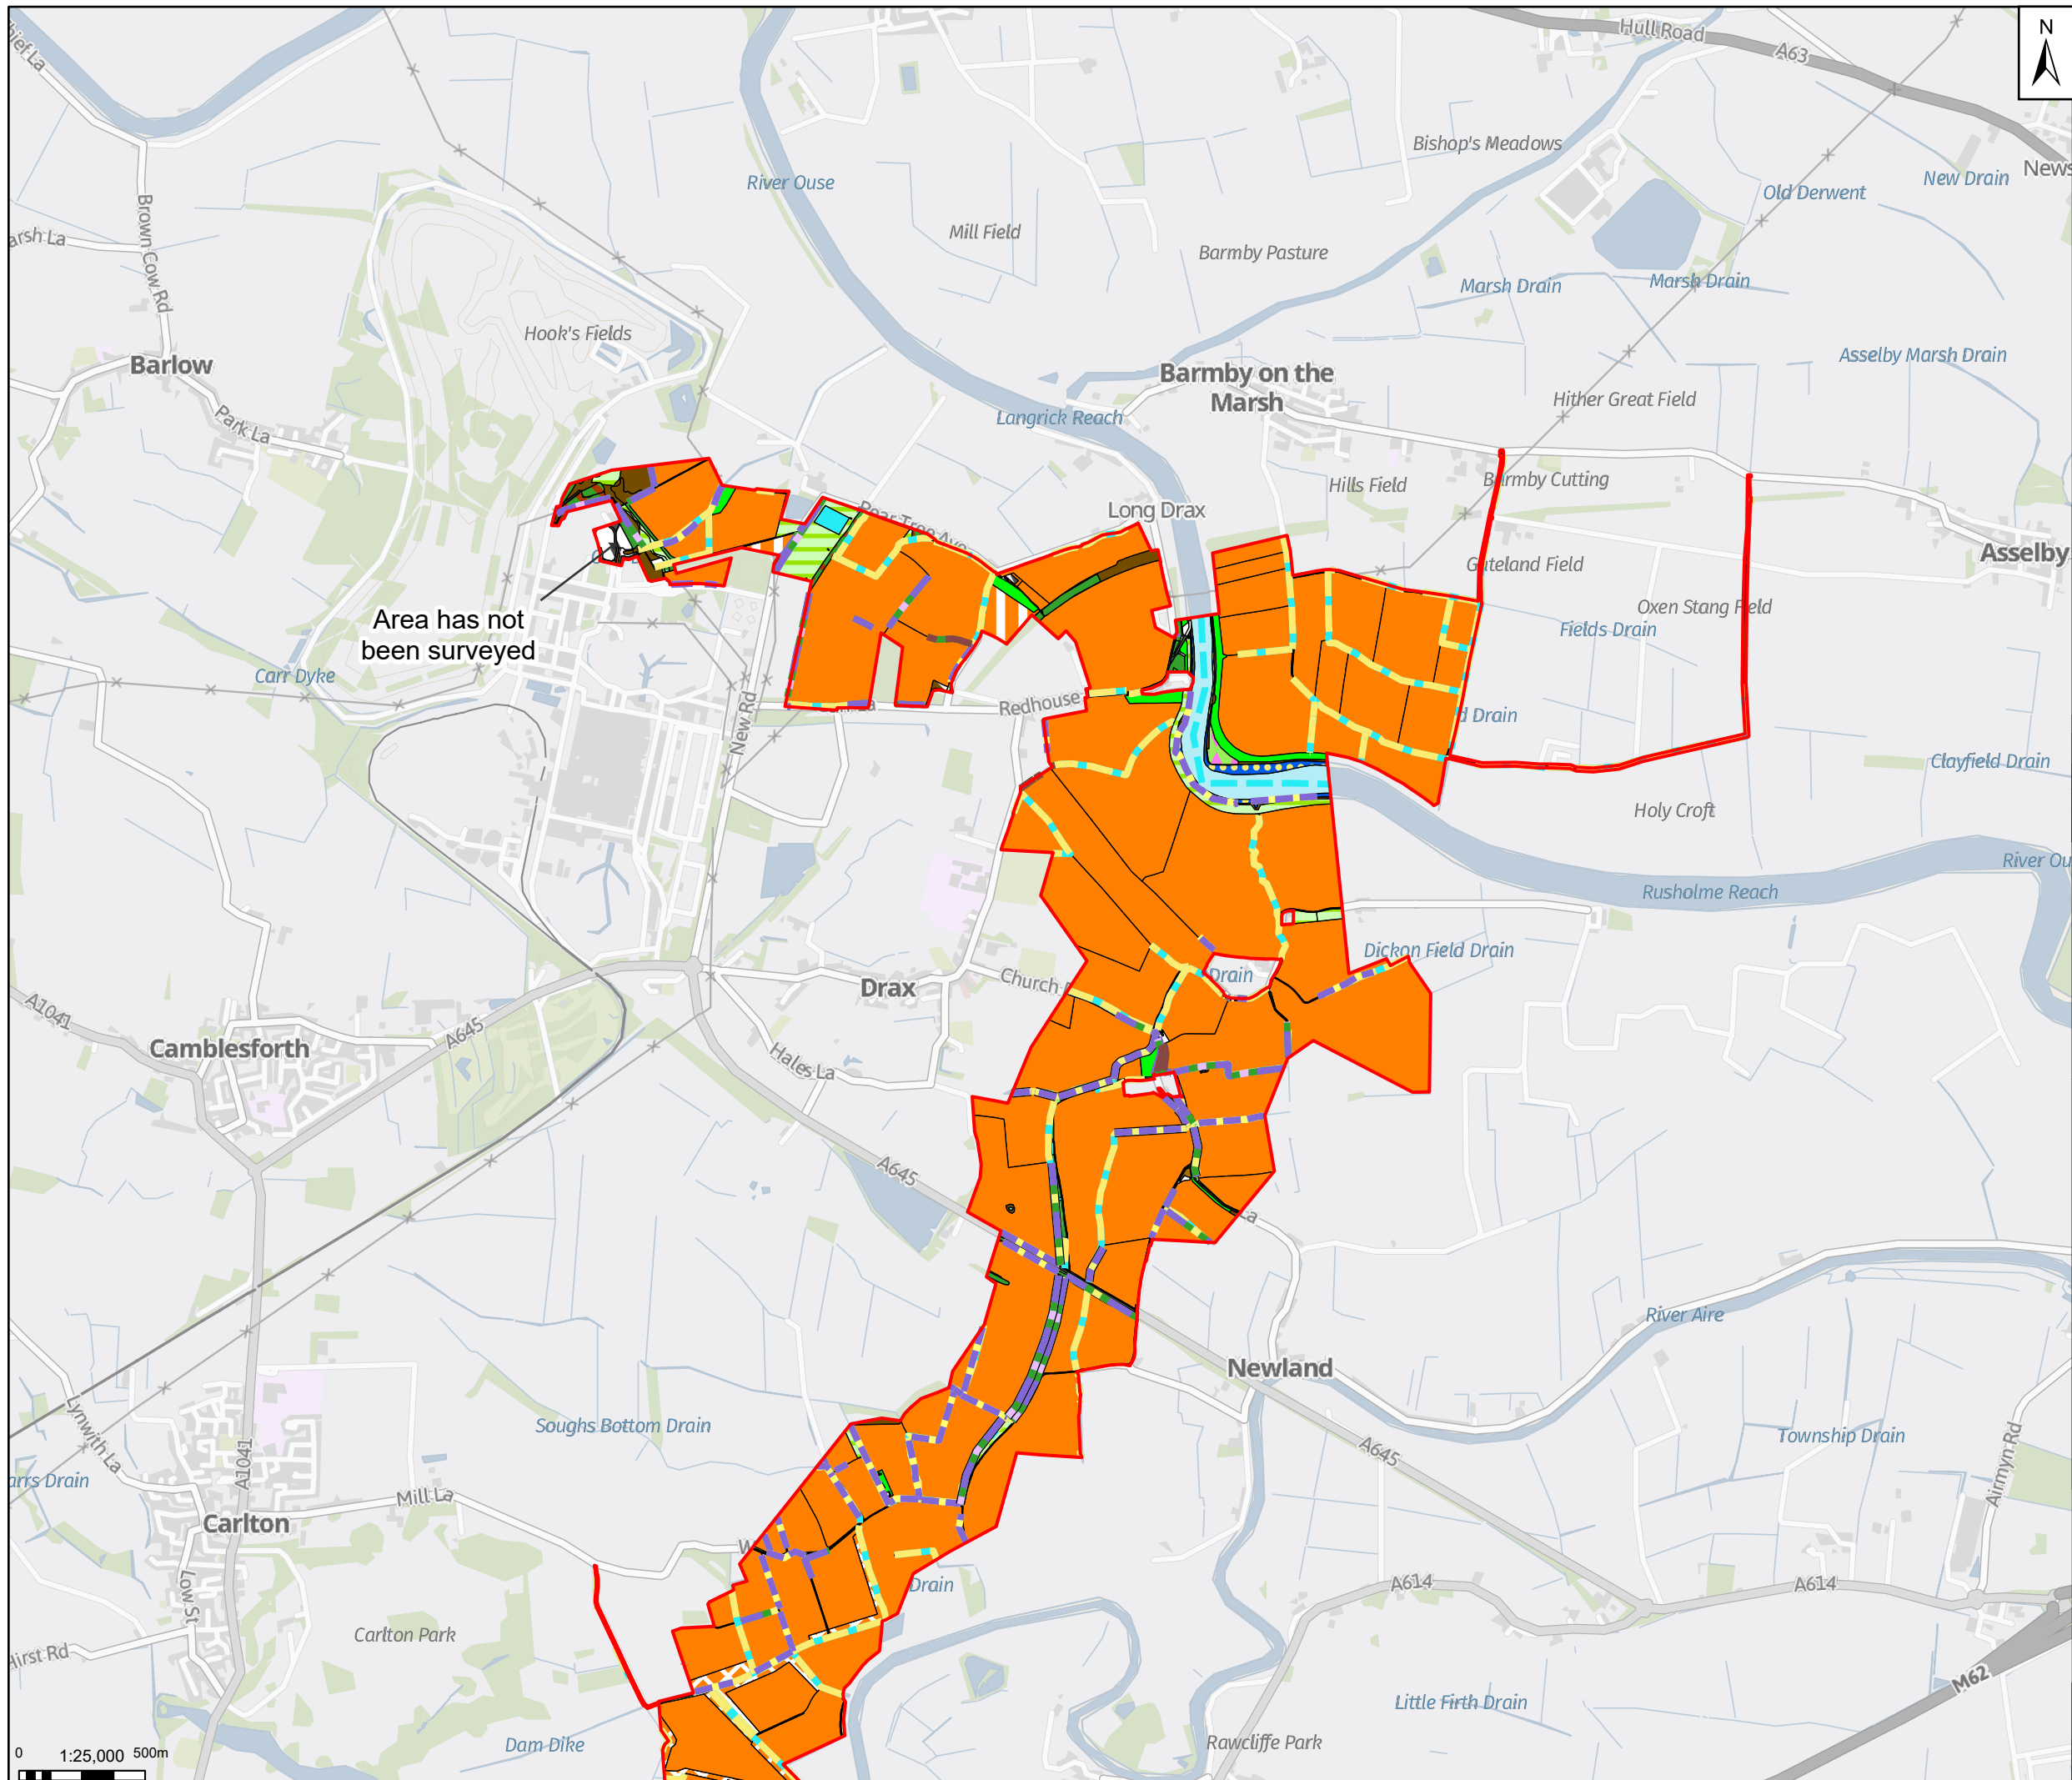 Hull Road
A63
N
Bishop's Meadows
River Ouse
Old Derwent
New Drain
Brown Cow Rd
Mill Field
Barmby Pasture
Marsh Drain
Marsh Drain
Hook's Fields
Asselby Marsh Drain
Barlow
Barmby on the
Marsh
Park La
Langrick Reach
Hither Great Field
Hills Field
Barmby Cutting
Long Drax
Asselby
Gateland Field
Oxen Stang Field
Fields Drain
Area has not
been surveyed
Carr Dyke
Redhouse
New Rd
Drain
Clayfield Drain
Holy Croft
Rusholme Reach
Dickon Field Drain
Drain
Church
Drax
A1041
A645
Camblesforth
Hales La
A645
River Aire
Newland
Lynwith La
A1041
Soughs Bottom Drain
A645
Township Drain
Airmyn Rd
Mill La
Carlton
Low St
Drain
A614
A614
Carlton Park
M62
Little Firth Drain
Dam Dike
Rawcliffe Park
0 1:25,000 500m